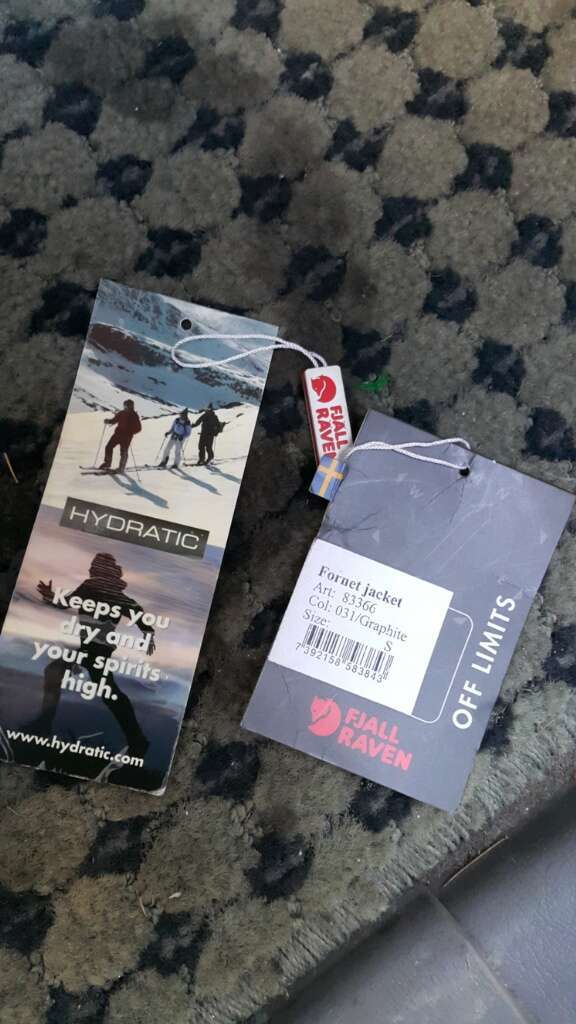 HYDRATIC
Keeps you
dry and
your spirits
high.
www.hydratic.com
FJALL
RAVEN
Fornet jacket
Art: 83366
Col: 031/Graphite
Size:
S
7392158583843
OFF LIMITS
FJALL
RAVEN